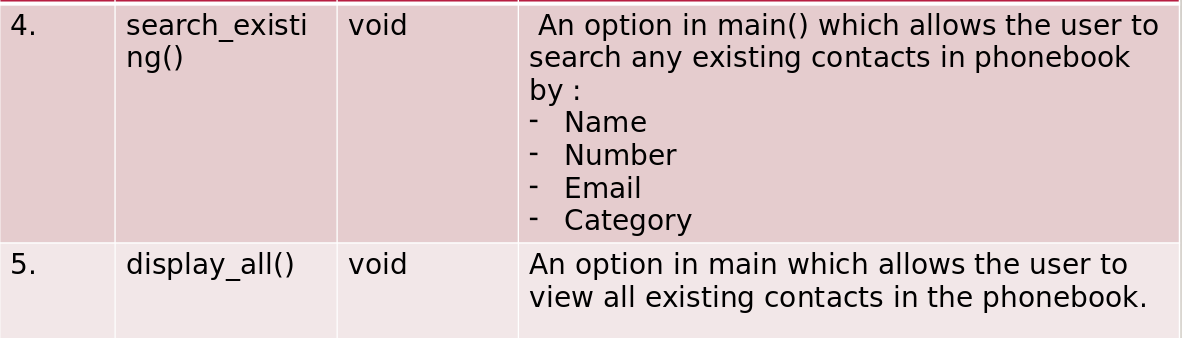 4.
search_existi
ng()
void
An option in main() which allows the user to
search any existing contacts in phonebook
by :
- Name
- Number
- Email
- Category
5.
display_all()
void
An option in main which allows the user to
view all existing contacts in the phonebook.